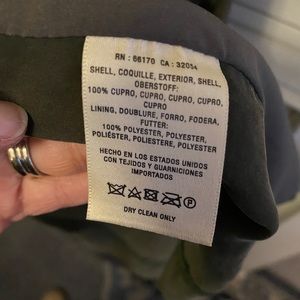 RN : 66170 CA : 32054
SHELL, COQUILLE, EXTERIOR, SHELL,
OBERSTOFF:
100% CUPRO, CUPRO, CUPRO, CUPRO,
CUPRO
LINING, DOUBLURE, FORRO, FODERA,
FUTTER:
100% POLYESTER, POLYESTER,
POLIÉSTER, POLIESTERE, POLYESTER
HECHO EN LOS ESTADOS UNIDOS
CON TEJIDOS Y GUARNICIONES
IMPORTADOS
DRY CLEAN ONLY